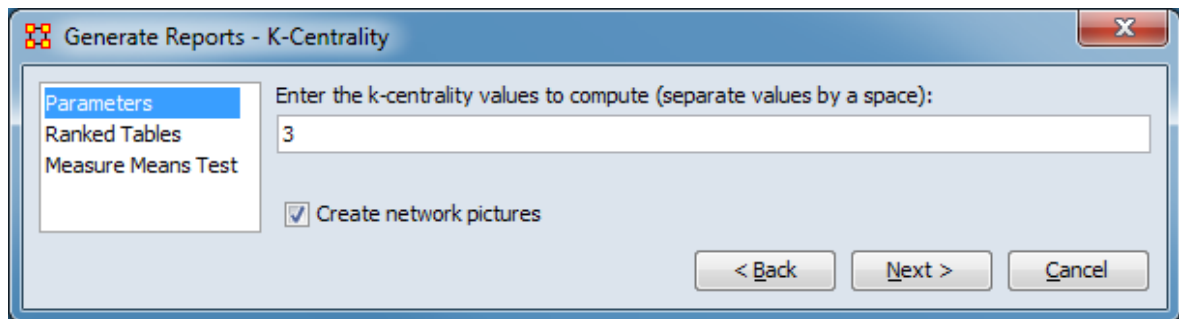 Generate Reports - K-Centrality
Parameters
Ranked Tables
Measure Means Test
Enter the k-centrality values to compute (separate values by a space):
3
Create network pictures
< Back
Next >
Cancel